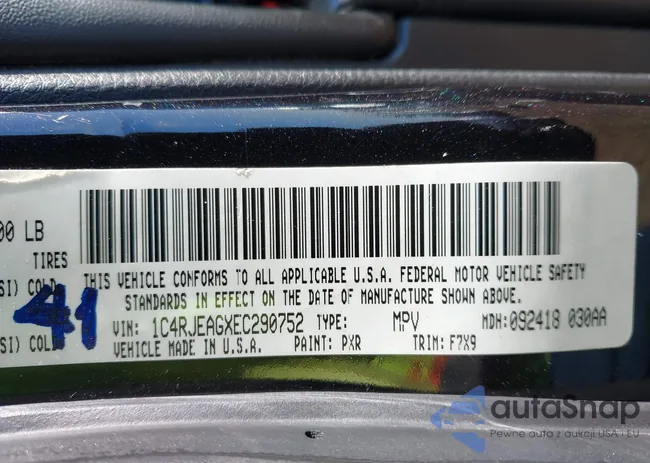 00 LB
TIRES
SI) COLD
41
SI) COLD
THIS VEHICLE CONFORMS TO ALL APPLICABLE U.S.A. FEDERAL MOTOR VEHICLE SAFETY
STANDARDS IN EFFECT ON THE DATE OF MANUFACTURE SHOWN ABOVE.
VIN: 1C4RJEAGXEC290752 TYPE: MPV MDH:092418 030AA
VEHICLE MADE IN U.S.A. PAINT: PXR TRIM: F7X9
autaSnap
Pewne auta z aukcji USA i EU